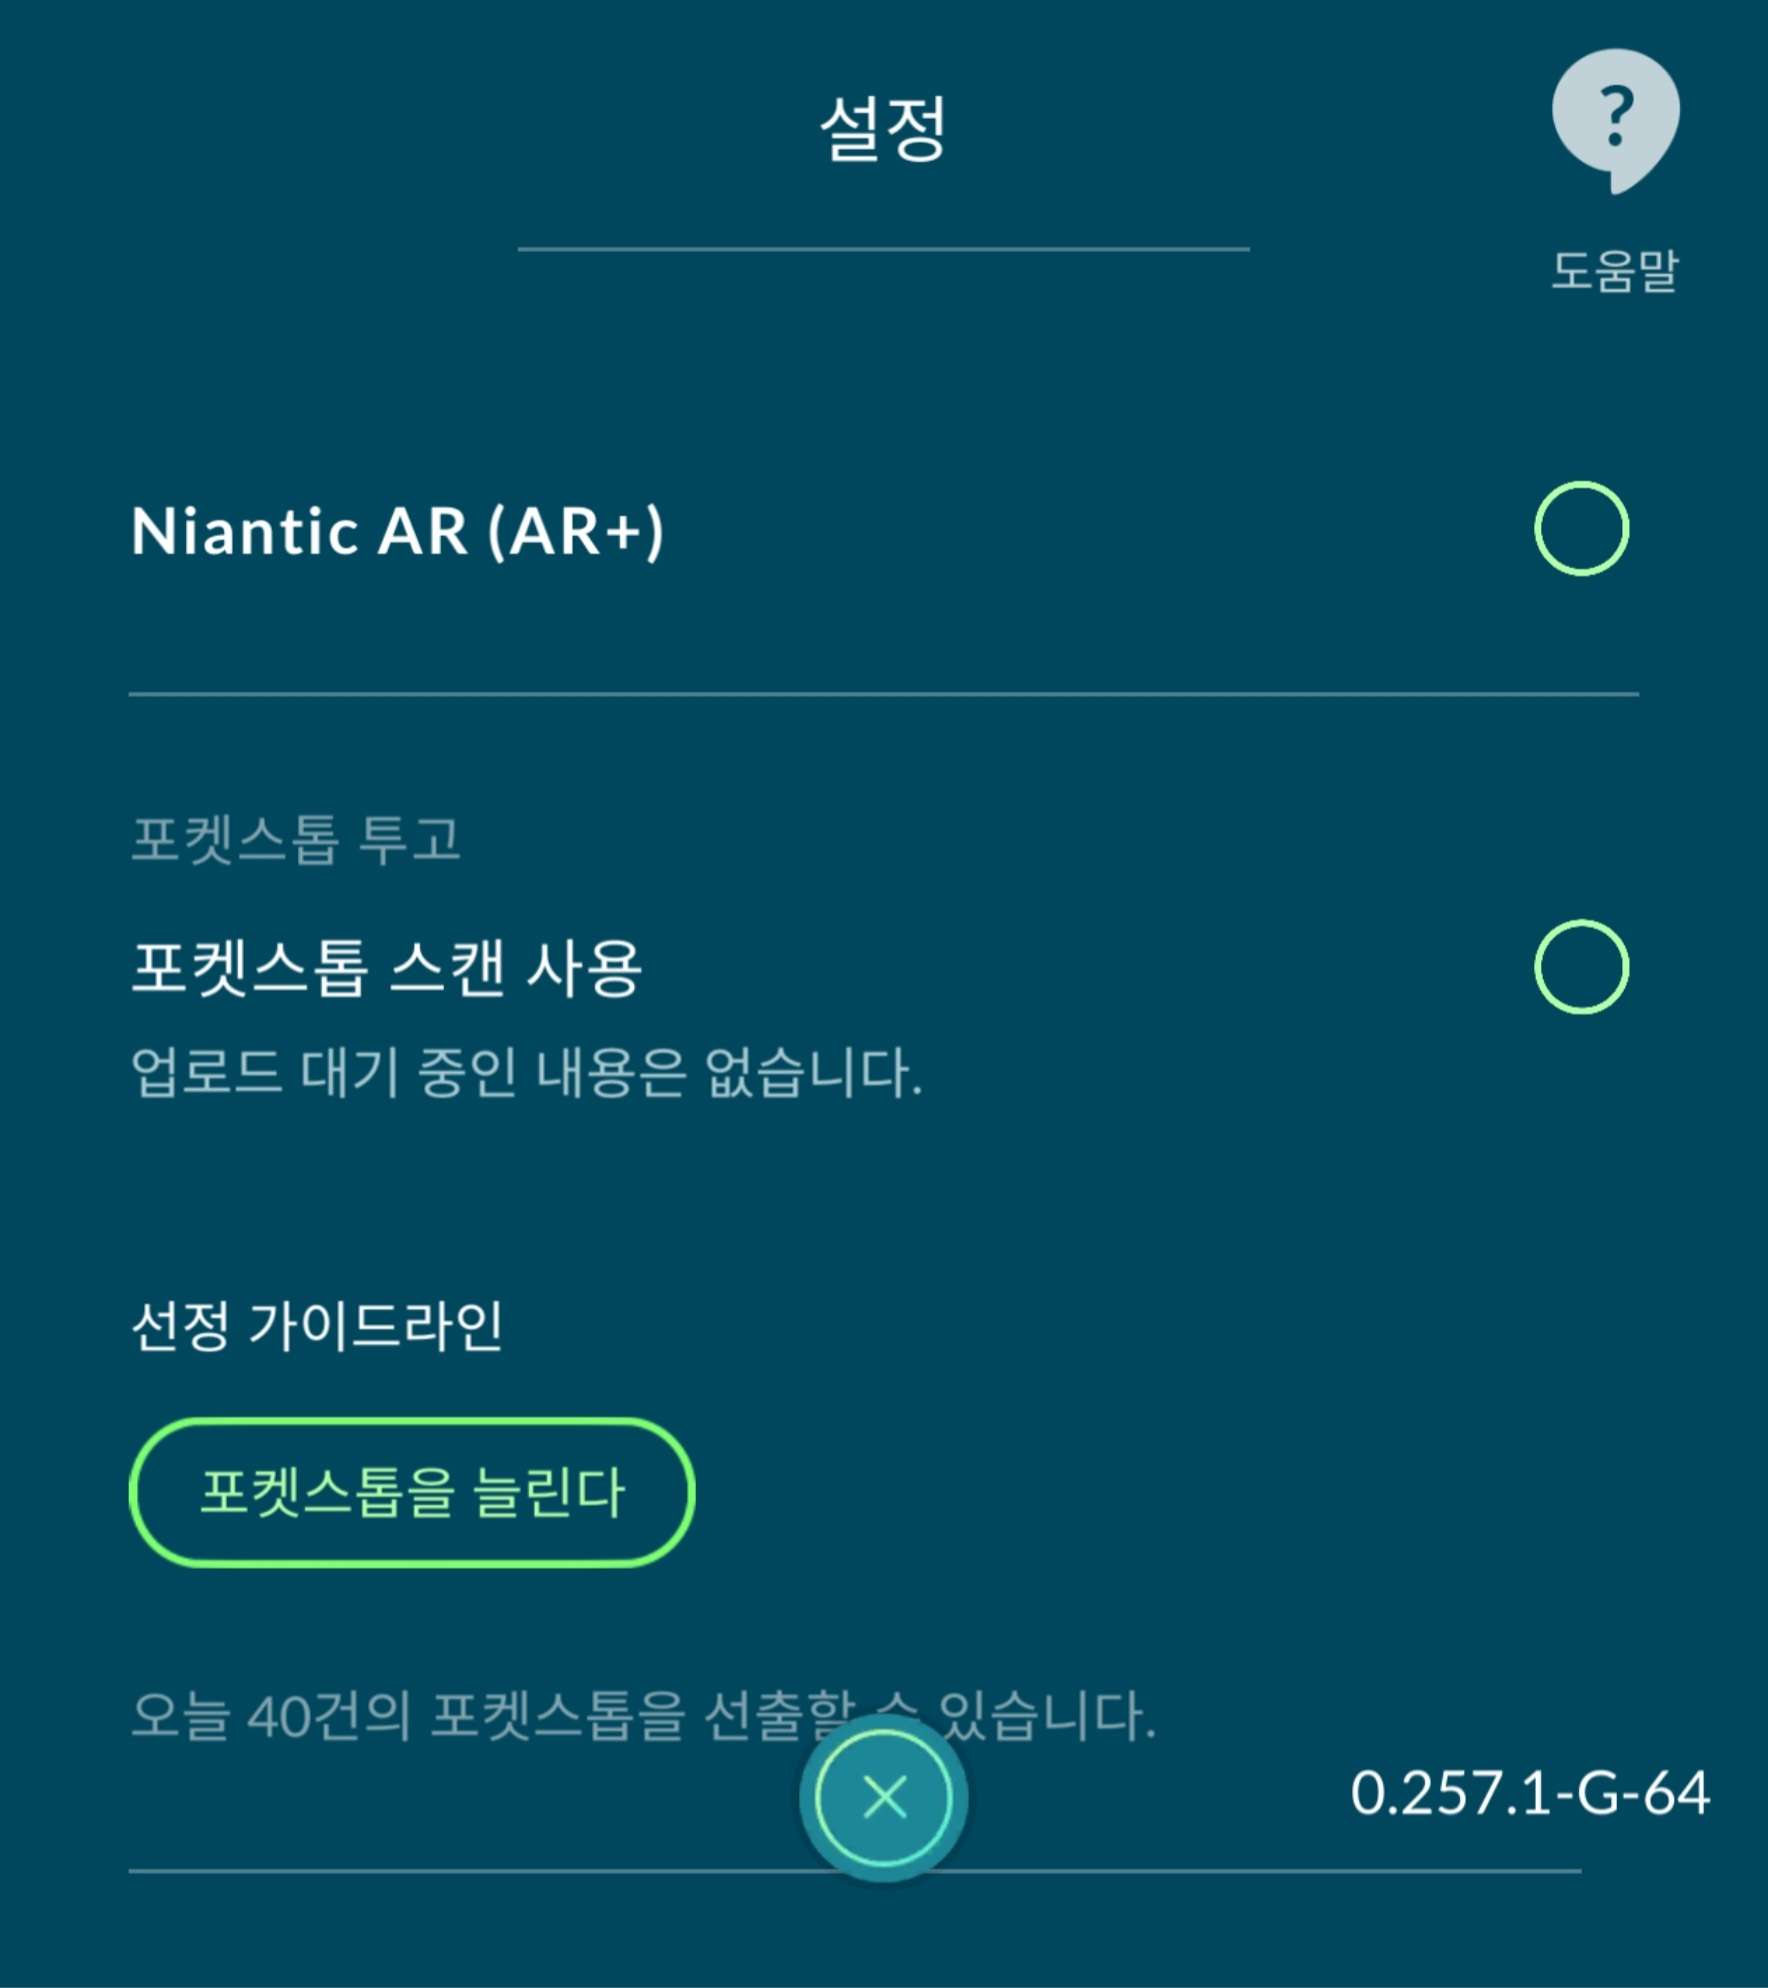 설정
?
도움말
Niantic AR (AR+)
포켓스톱 투고
포켓스톱 스캔 사용
업로드 대기 중인 내용은 없습니다.
선정 가이드라인
포켓스톱을 늘린다
오늘 40건의 포켓스톱을 선출할 수 있습니다.
0.257.1-G-64